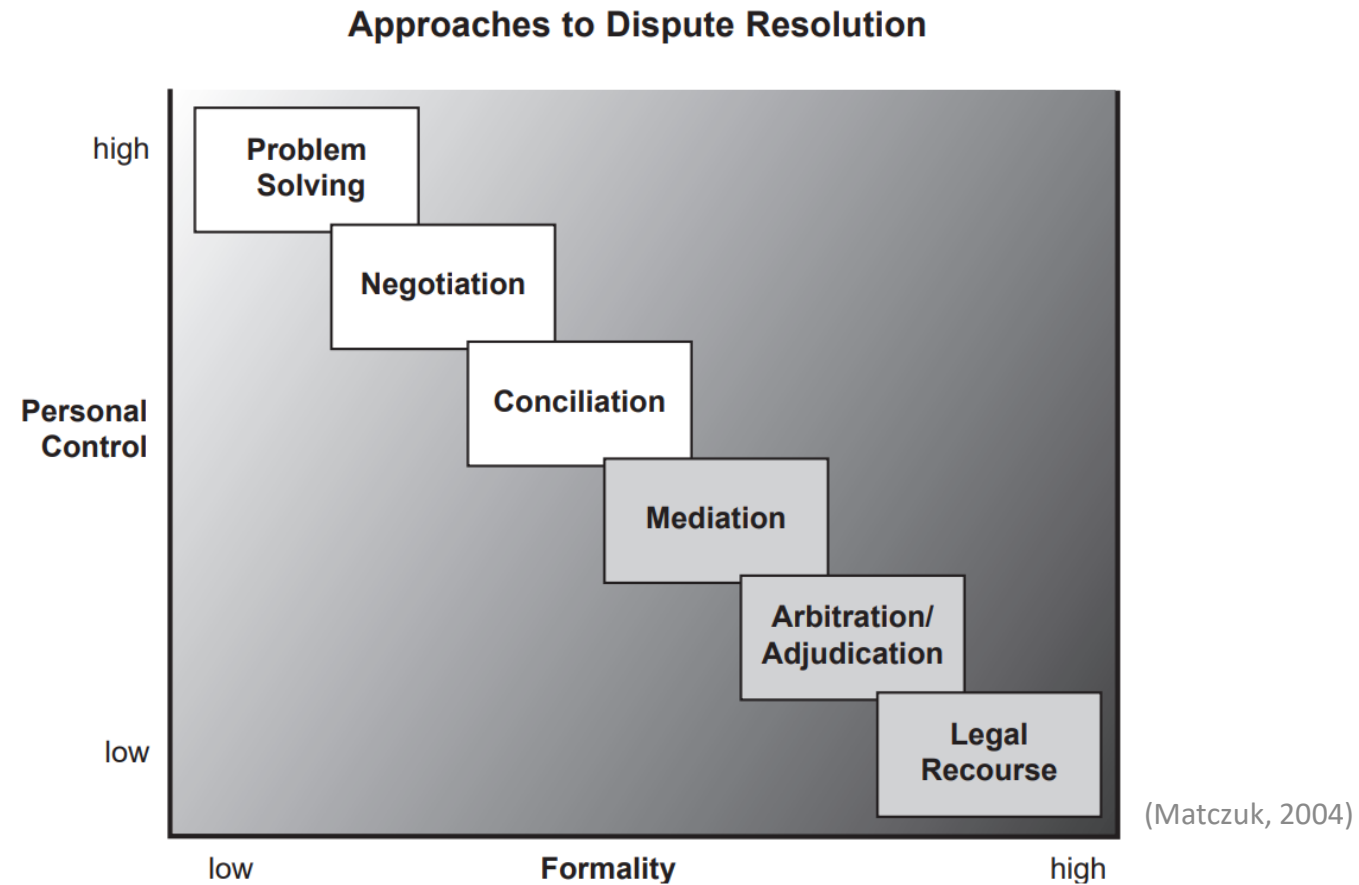 Approaches to Dispute Resolution
high
Problem
Solving
Negotiation
Conciliation
Personal
Control
Mediation
Arbitration/
Adjudication
Legal
Recourse
low
(Matczuk, 2004)
low
Formality
high